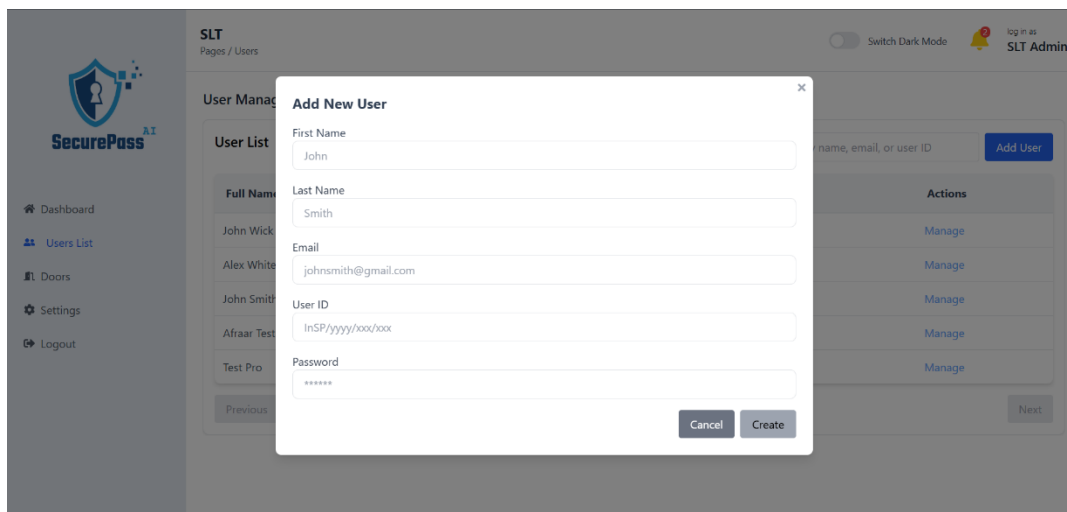 SLT
Pages / Users
Switch Dark Mode
2
log in as
SLT Admin
SecurePass AI
Dashboard
Users List
Doors
Settings
Logout
User Manag
User List
name, email, or user ID
Add User
Full Name
Actions
John Wick
Manage
Alex White
Manage
John Smith
Manage
Afraar Test
Manage
Test Pro
Manage
Previous
Next
Add New User
×
First Name
John
Last Name
Smith
Email
johnsmith@gmail.com
User ID
InSP/yyyy/xxx/xxx
Password
******
Cancel
Create